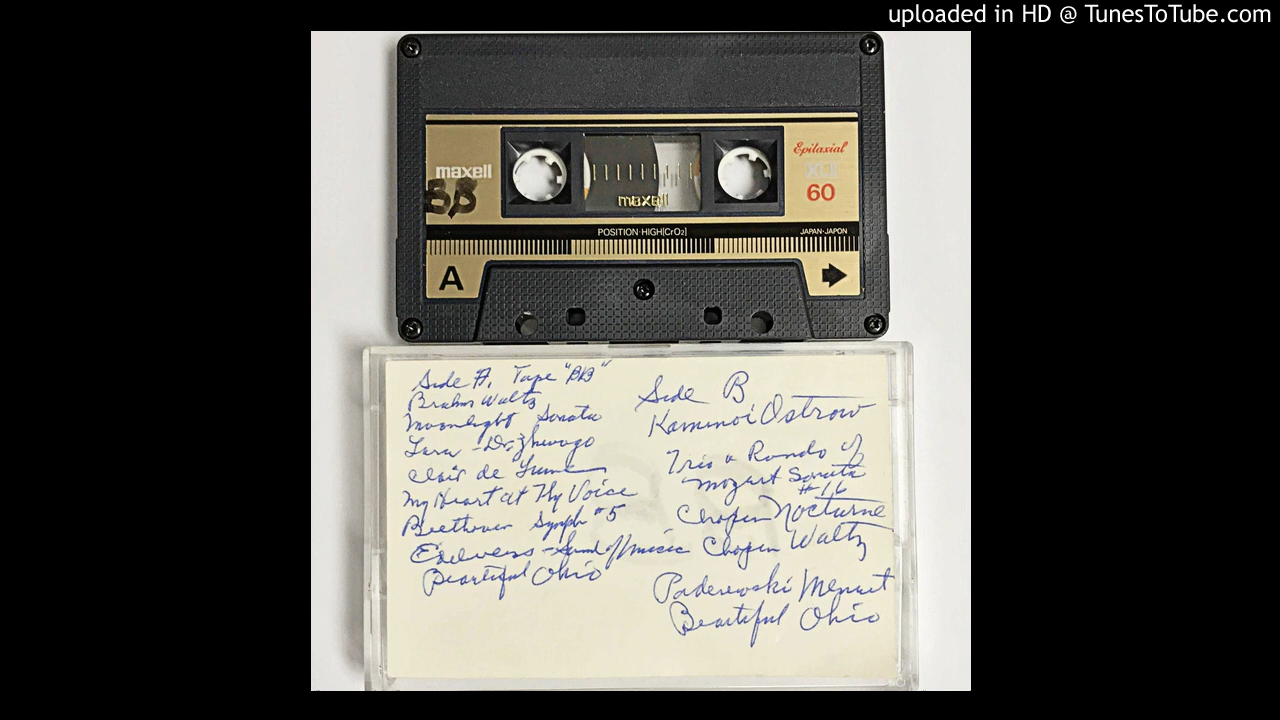 uploaded in HD @ TunesToTube.com
maxell
BB
maxell
Epitaxial
XLII
60
POSITION·HIGH(CrO2)
JAPAN·JAPON
A
Side A, Tape "BB"
Brahms Waltz
Moonlight Sonata
Lara - Dr. Zhivago
Clair de Lune
My Heart at Thy Voice
Beethoven Symph #5
Edelweiss - Sound of Music
Beautiful Ohio
Side B
Kamenoi Ostrow
Trio a Rondo of
Mozart Sonata
#16
Chopin Nocturne
Chopin Waltz
Paderewski Menuet
Beautiful Ohio